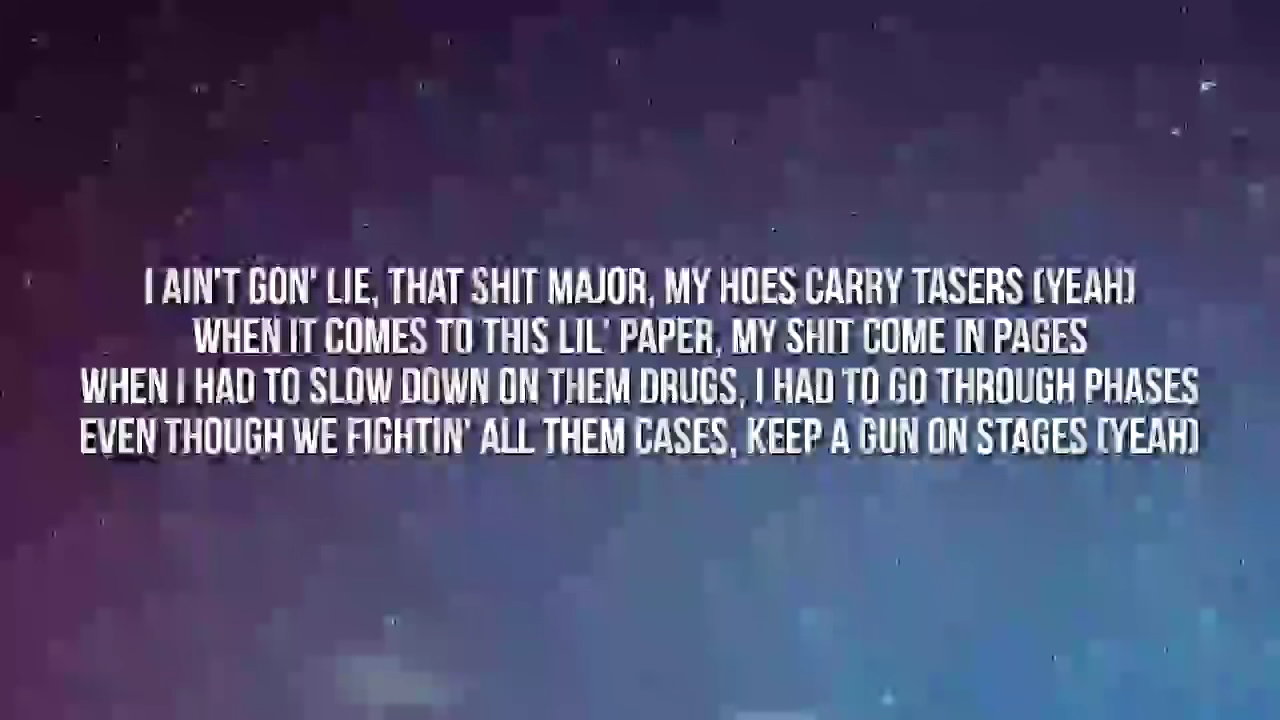 I AIN'T GON' LIE, THAT SHIT MAJOR, MY HOES CARRY TASERS (YEAH)
WHEN IT COMES TO THIS LIL' PAPER, MY SHIT COME IN PAGES
WHEN I HAD TO SLOW DOWN ON THEM DRUGS, I HAD TO GO THROUGH PHASES
EVEN THOUGH WE FIGHTIN' ALL THEM CASES, KEEP A GUN ON STAGES (YEAH)